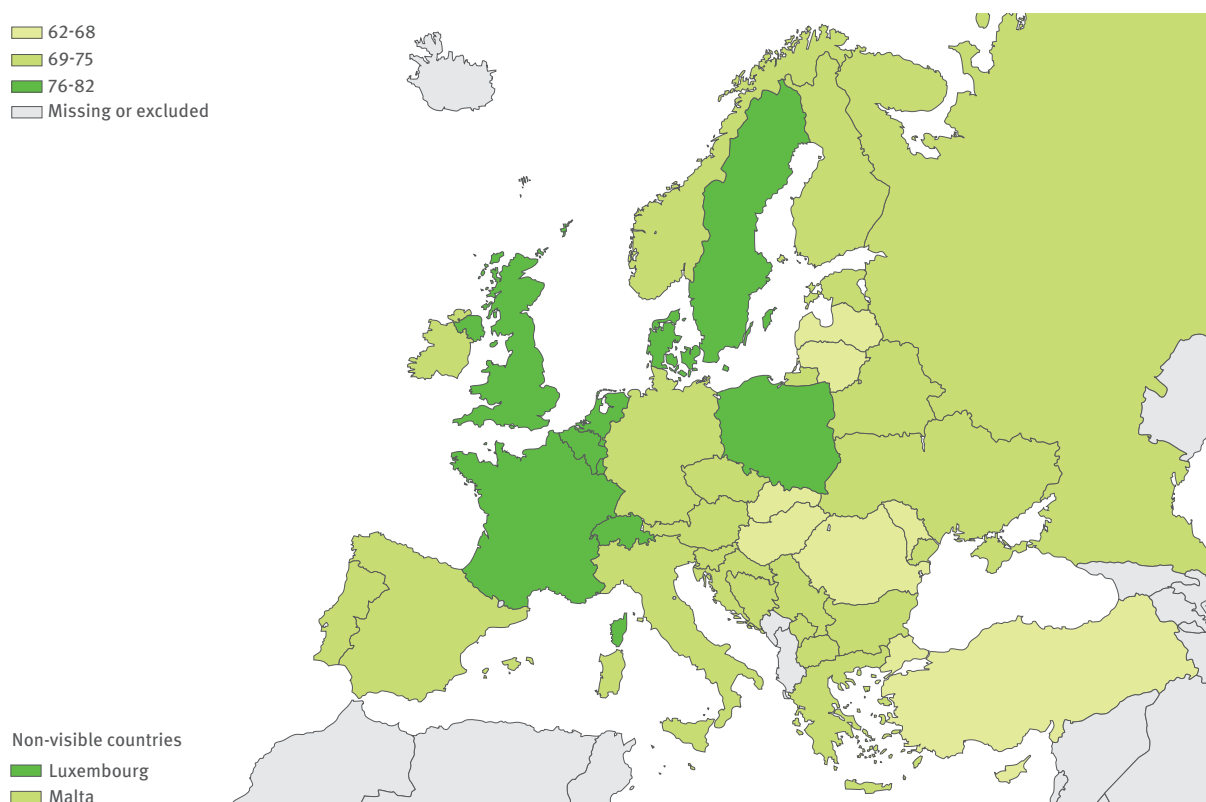 62-68
69-75
76-82
Missing or excluded
Non-visible countries
Luxembourg
Malta